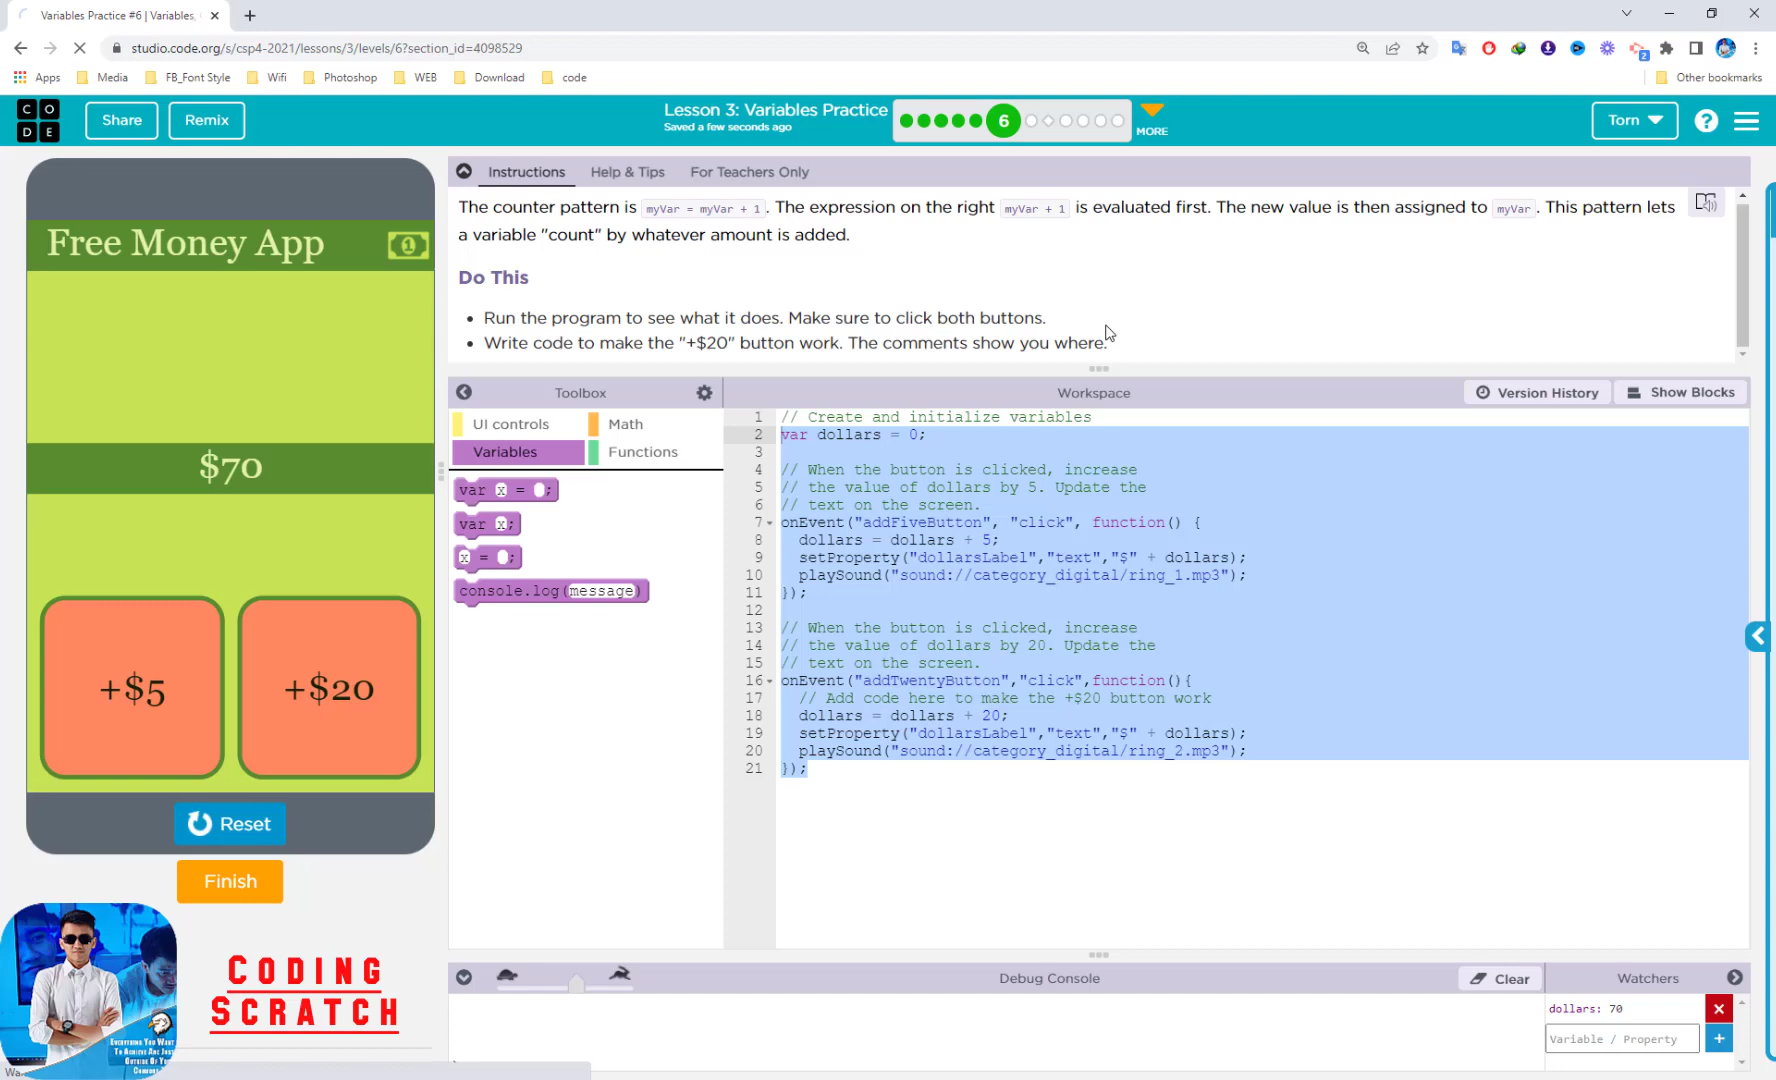 Variables Practice #6 | Variables,
studio.code.org/s/csp4-2021/lessons/3/levels/6?section_id=4098529
Apps Media FB_Font Style Wifi Photoshop WEB Download code Other bookmarks
CO
DE
Share Remix
Lesson 3: Variables Practice
Saved a few seconds ago
6
MORE
Torn
?
Instructions Help & Tips For Teachers Only
The counter pattern is myVar = myVar + 1. The expression on the right myVar + 1 is evaluated first. The new value is then assigned to myVar. This pattern lets
a variable "count" by whatever amount is added.
Do This
• Run the program to see what it does. Make sure to click both buttons.
• Write code to make the "+$20" button work. The comments show you where.
Free Money App
1
$70
+$5 +$20
Reset
Finish
Toolbox
UI controls Math
Variables Functions
var x = ;
var x;
x = ;
console.log(message)
Workspace Version History Show Blocks
1 // Create and initialize variables
2 var dollars = 0;
3
4 // When the button is clicked, increase
5 // the value of dollars by 5. Update the
6 // text on the screen.
7 onEvent("addFiveButton", "click", function() {
8 dollars = dollars + 5;
9 setProperty("dollarsLabel","text","$" + dollars);
10 playSound("sound://category_digital/ring_1.mp3");
11 });
12
13 // When the button is clicked, increase
14 // the value of dollars by 20. Update the
15 // text on the screen.
16 onEvent("addTwentyButton","click",function(){
17 // Add code here to make the +$20 button work
18 dollars = dollars + 20;
19 setProperty("dollarsLabel","text","$" + dollars);
20 playSound("sound://category_digital/ring_2.mp3");
21 });
Debug Console Clear Watchers
dollars: 70
Variable / Property
CODING
SCRATCH
EVERYTHING YOU WANT
TO ACHIEVE ARE JUST
OUTSIDE OF YOUR